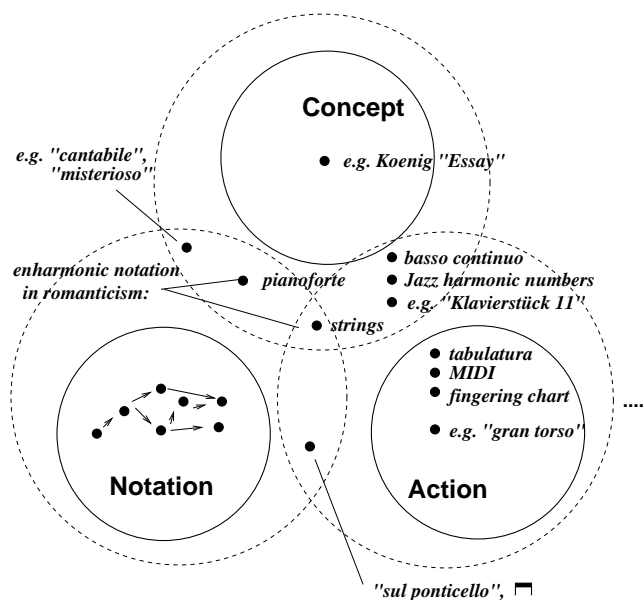 Concept
e.g. "cantabile",
"misterioso"
e.g. Koenig "Essay"
basso continuo
enharmonic notation
in romanticism:
pianoforte
Jazz harmonic numbers
e.g. "Klavierstück 11"
strings
tabulatura
MIDI
fingering chart
....
e.g. "gran torso"
Notation
Action
"sul ponticello",